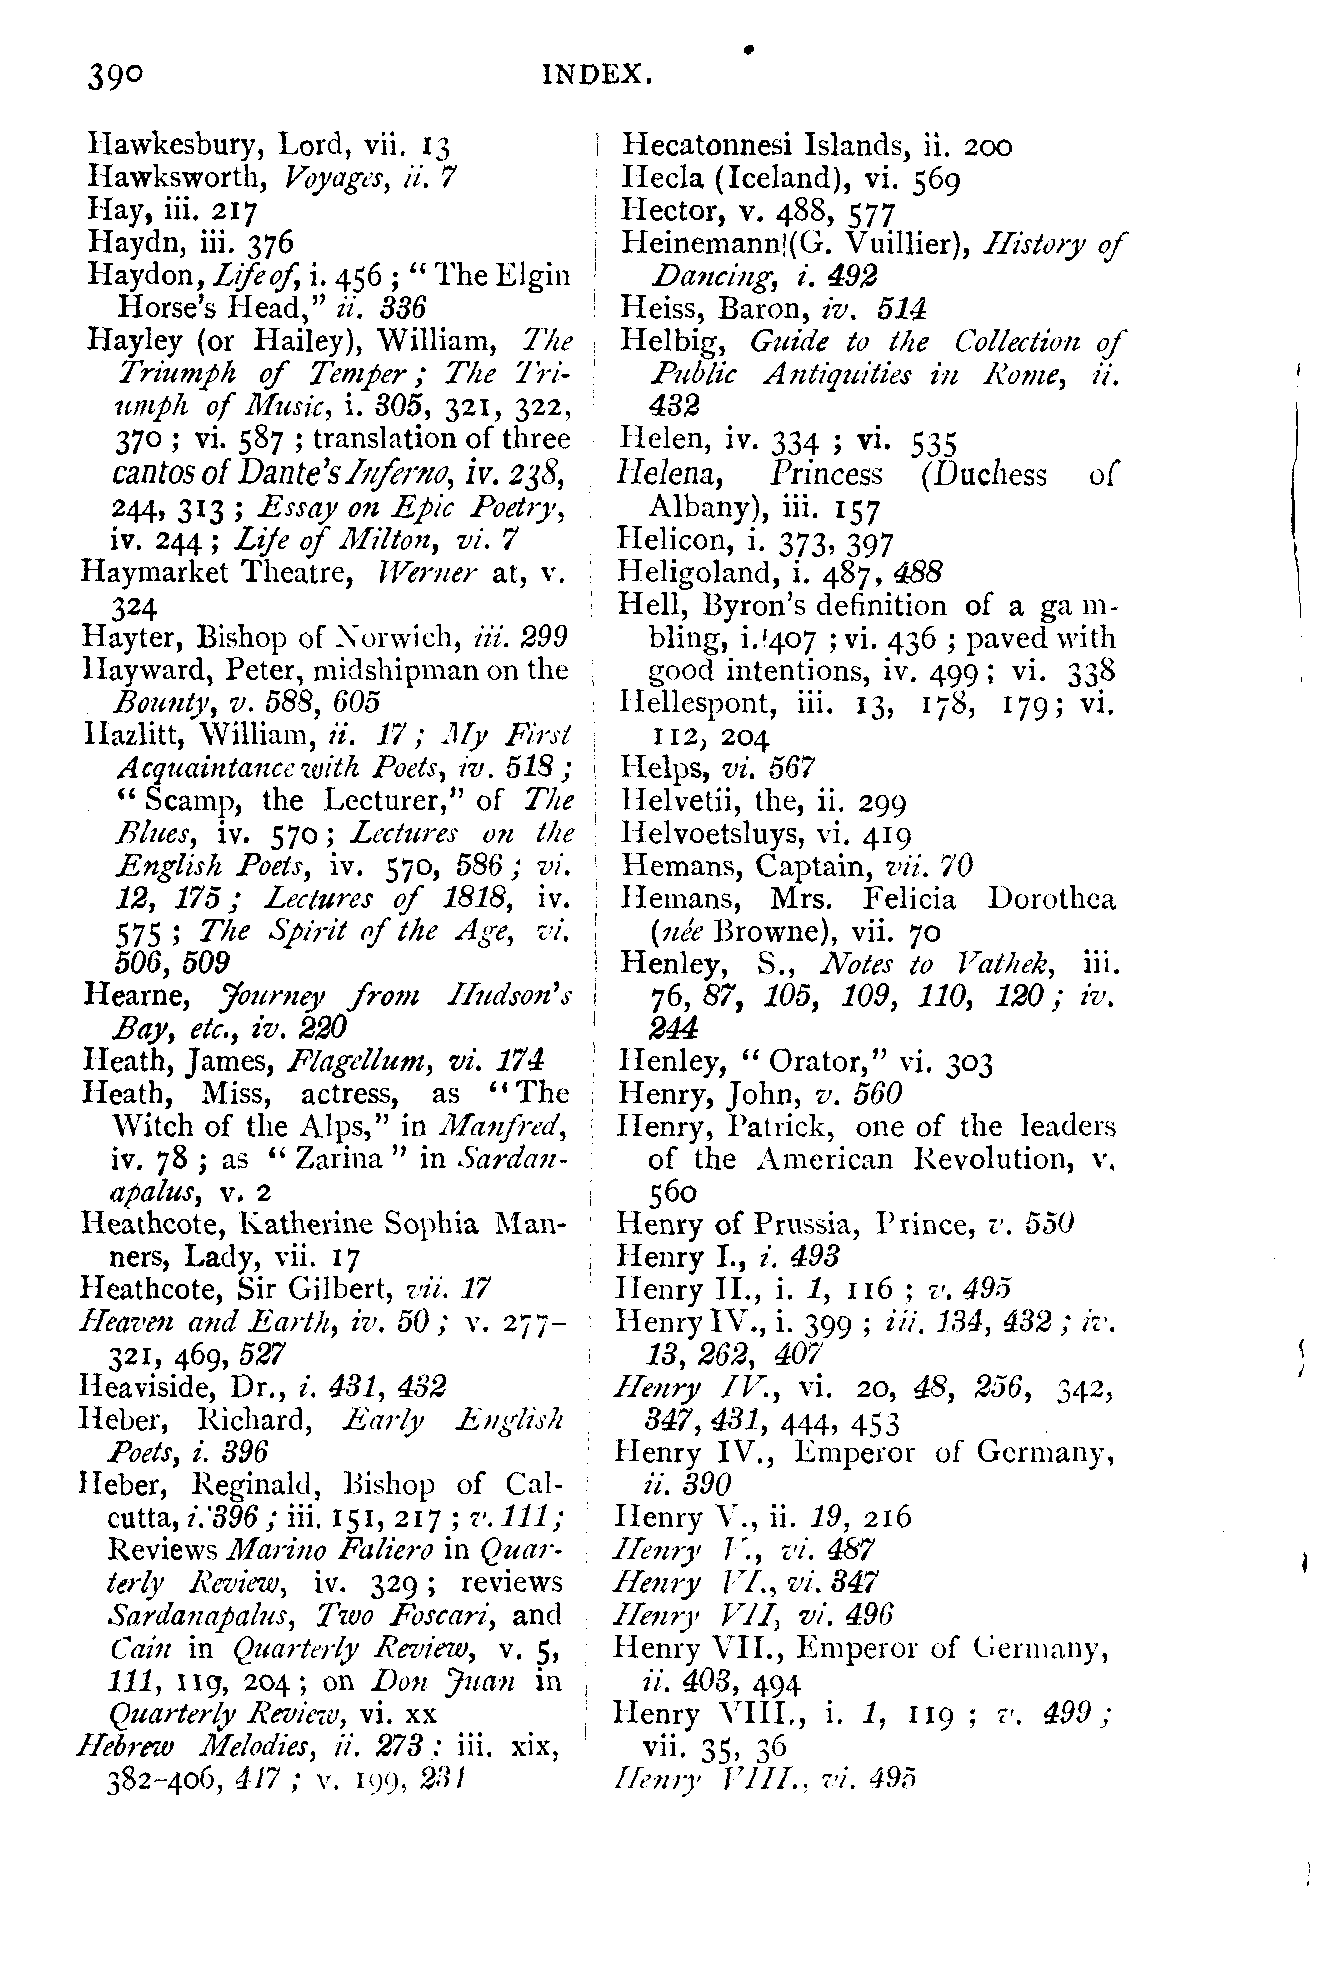 390 INDEX.
Hawkesbury, Lord, vii. 13
Hawksworth, Voyages, ii. 7
Hay, iii. 217
Haydn, iii. 376
Haydon, Life of, i. 456 ; " The Elgin
Horse's Head," ii. 336
Hayley (or Hailey), William, The
Triumph of Temper ; The Tri-
umph of Music, i. 305, 321, 322,
370 ; vi. 587 ; translation of three
cantos of Dante's Inferno, iv. 238,
244, 313 ; Essay on Epic Poetry,
iv. 244 ; Life of Milton, vi. 7
Haymarket Theatre, Werner at, v.
324
Hayter, Bishop of Norwich, iii. 299
Hayward, Peter, midshipman on the
Bounty, v. 588, 605
Hazlitt, William, ii. 17 ; My First
Acquaintance with Poets, iv. 518 ;
" Scamp, the Lecturer," of The
Blues, iv. 570 ; Lectures on the
English Poets, iv. 570, 586 ; vi.
12, 175 ; Lectures of 1818, iv.
575 ; The Spirit of the Age, vi.
506, 509
Hearne, Journey from Hudson's
Bay, etc., iv. 220
Heath, James, Flagellum, vi. 174
Heath, Miss, actress, as " The
Witch of the Alps," in Manfred,
iv. 78 ; as " Zarina " in Sardan-
apalus, v. 2
Heathcote, Katherine Sophia Man-
ners, Lady, vii. 17
Heathcote, Sir Gilbert, vii. 17
Heaven and Earth, iv. 50 ; v. 277–
321, 469, 527
Heaviside, Dr., i. 431, 432
Heber, Richard, Early English
Poets, i. 396
Heber, Reginald, Bishop of Cal-
cutta, i. 396 ; iii. 151, 217 ; v. 111;
Reviews Marino Faliero in Quar-
terly Review, iv. 329 ; reviews
Sardanapalus, Two Foscari, and
Cain in Quarterly Review, v. 5,
111, 119, 204 ; on Don Juan in
Quarterly Review, vi. xx
Hebrew Melodies, ii. 273 ; iii. xix,
382–406, 417 ; v. 199, 231
Hecatonnesi Islands, ii. 200
Hecla (Iceland), vi. 569
Hector, v. 488, 577
Heinemann (G. Vuillier), History of
Dancing, i. 492
Heiss, Baron, iv. 514
Helbig, Guide to the Collection of
Public Antiquities in Rome, ii.
432
Helen, iv. 334 ; vi. 535
Helena, Princess (Duchess of
Albany), iii. 157
Helicon, i. 373, 397
Heligoland, i. 487, 488
Hell, Byron's definition of a gam-
bling, i. 407 ; vi. 436 ; paved with
good intentions, iv. 499 ; vi. 338
Hellespont, iii. 13, 178, 179 ; vi.
112, 204
Helps, vi. 567
Helvetii, the, ii. 299
Helvoetsluys, vi. 419
Hemans, Captain, vii. 70
Hemans, Mrs. Felicia Dorothea
(née Browne), vii. 70
Henley, S., Notes to Vathek, iii.
76, 87, 105, 109, 110, 120 ; iv.
244
Henley, " Orator," vi. 303
Henry, John, v. 560
Henry, Patrick, one of the leaders
of the American Revolution, v.
560
Henry of Prussia, Prince, v. 550
Henry I., i. 493
Henry II., i. 1, 116 ; v. 495
Henry IV., i. 399 ; iii. 134, 432 ; iv.
13, 262, 407
Henry IV., vi. 20, 48, 256, 342,
347, 431, 444, 453
Henry IV., Emperor of Germany,
ii. 390
Henry V., ii. 19, 216
Henry V., vi. 487
Henry VI., vi. 347
Henry VII, vi. 496
Henry VII., Emperor of Germany,
ii. 403, 494
Henry VIII., i. 1, 119 ; v. 499 ;
vii. 35, 36
Henry VIII., vi. 495